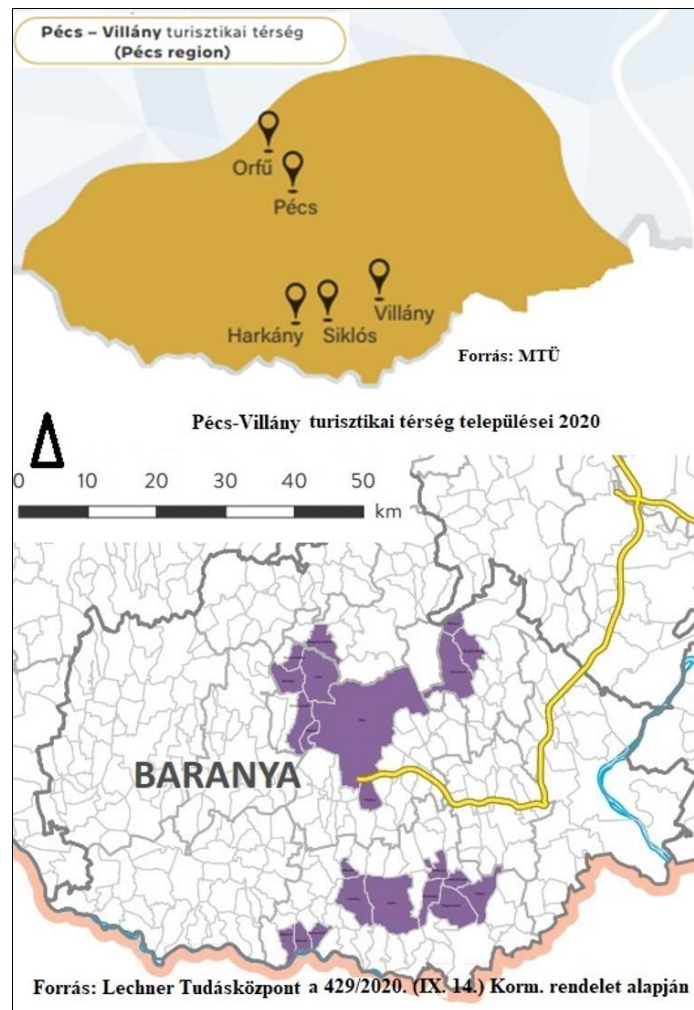 Pécs – Villány turisztikai térség
(Pécs region)
Orfű
Pécs
Harkány
Siklós
Villány
Forrás: MTÜ
Pécs-Villány turisztikai térség települései 2020
0 10 20 30 40 50
km
BARANYA
Forrás: Lechner Tudásközpont a 429/2020. (IX. 14.) Korm. rendelet alapján